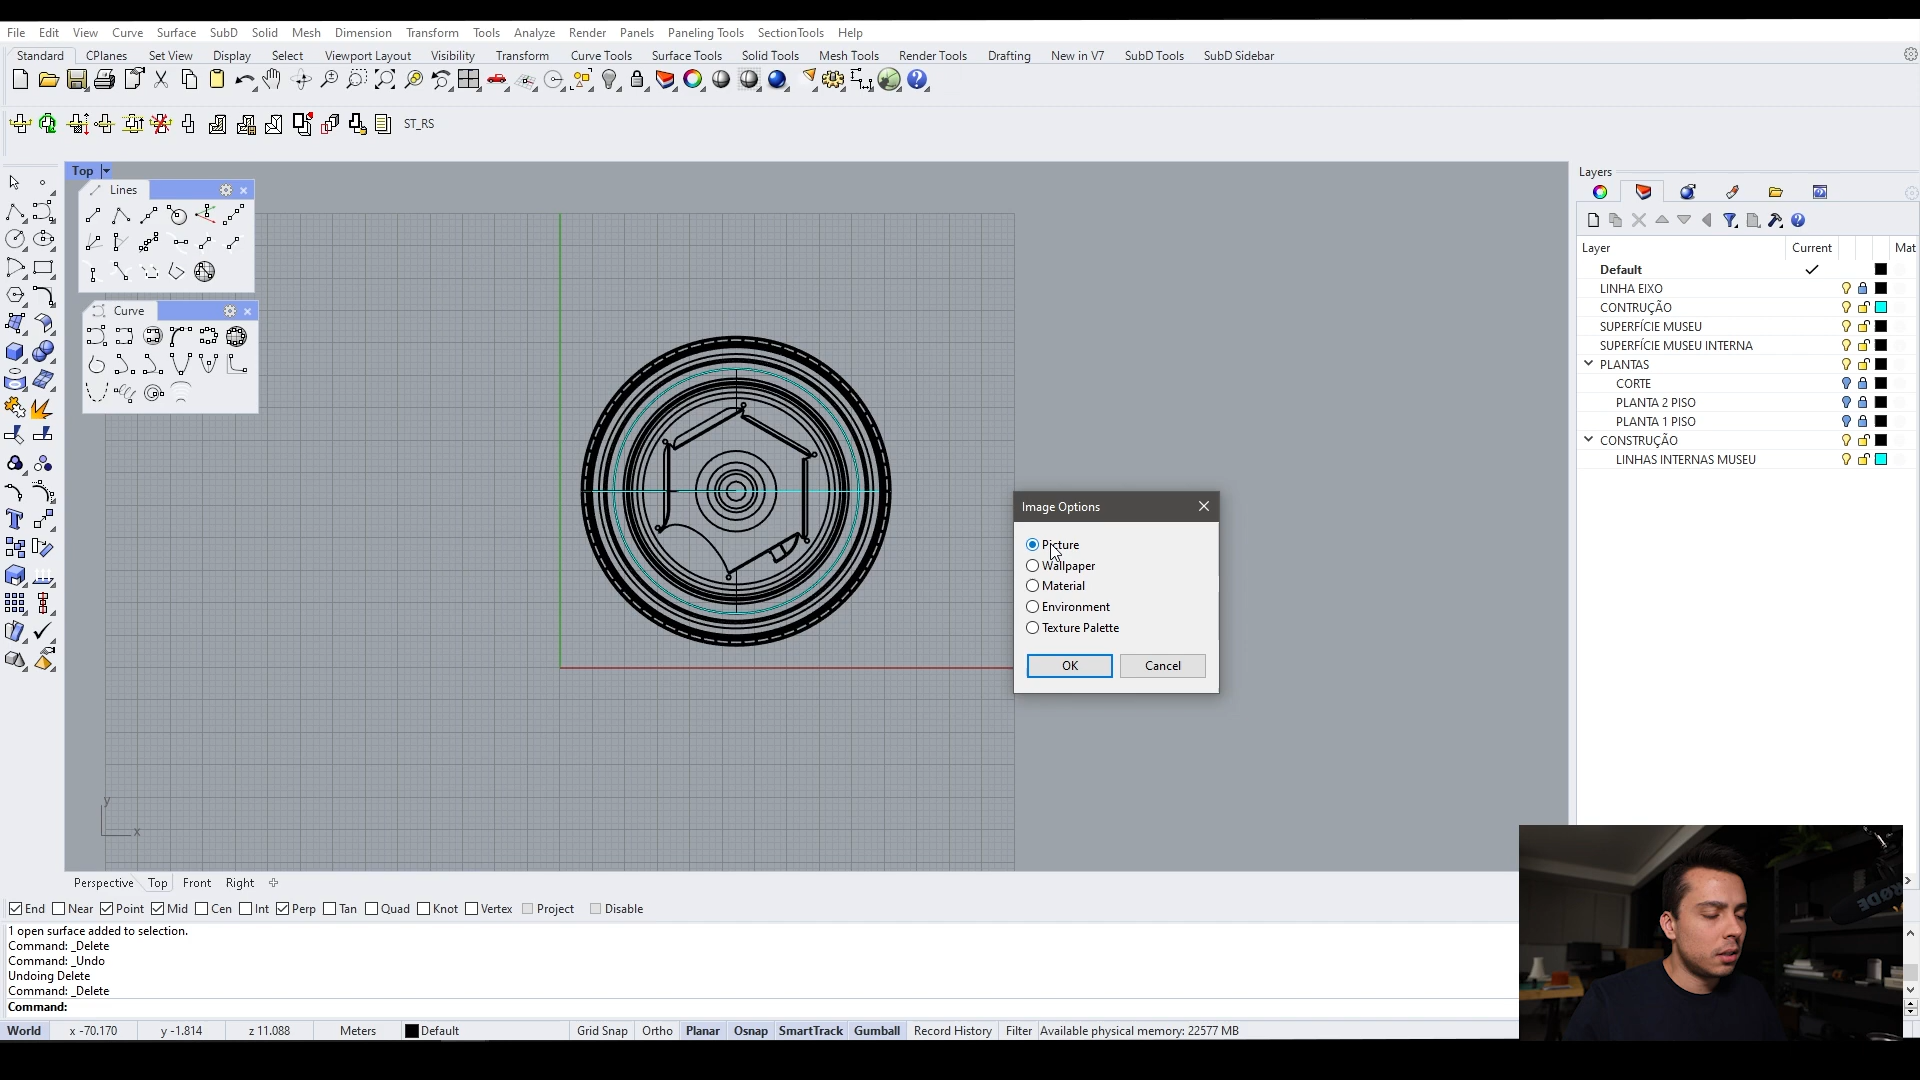 File Edit View Curve Surface SubD Solid Mesh Dimension Transform Tools Analyze Render Panels Paneling Tools SectionTools Help
Standard CPlanes Set View Display Select Viewport Layout Visibility Transform Curve Tools Surface Tools Solid Tools Mesh Tools Render Tools Drafting New in V7 SubD Tools SubD Sidebar
ST_RS
Top
Lines
Curve
Layers
Layer Current Mat
Default
LINHA EIXO
CONTRUÇÃO
SUPERFÍCIE MUSEU
SUPERFÍCIE MUSEU INTERNA
PLANTAS
CORTE
PLANTA 2 PISO
PLANTA 1 PISO
CONSTRUÇÃO
LINHAS INTERNAS MUSEU
Image Options
Picture
Wallpaper
Material
Environment
Texture Palette
OK Cancel
y
x
Perspective Top Front Right
End Near Point Mid Cen Int Perp Tan Quad Knot Vertex Project Disable
1 open surface added to selection.
Command: _Delete
Command: _Undo
Undoing Delete
Command: _Delete
Command:
World x -70.170 y -1.814 z 11.088 Meters Default Grid Snap Ortho Planar Osnap SmartTrack Gumball Record History Filter Available physical memory: 22577 MB
RØDE